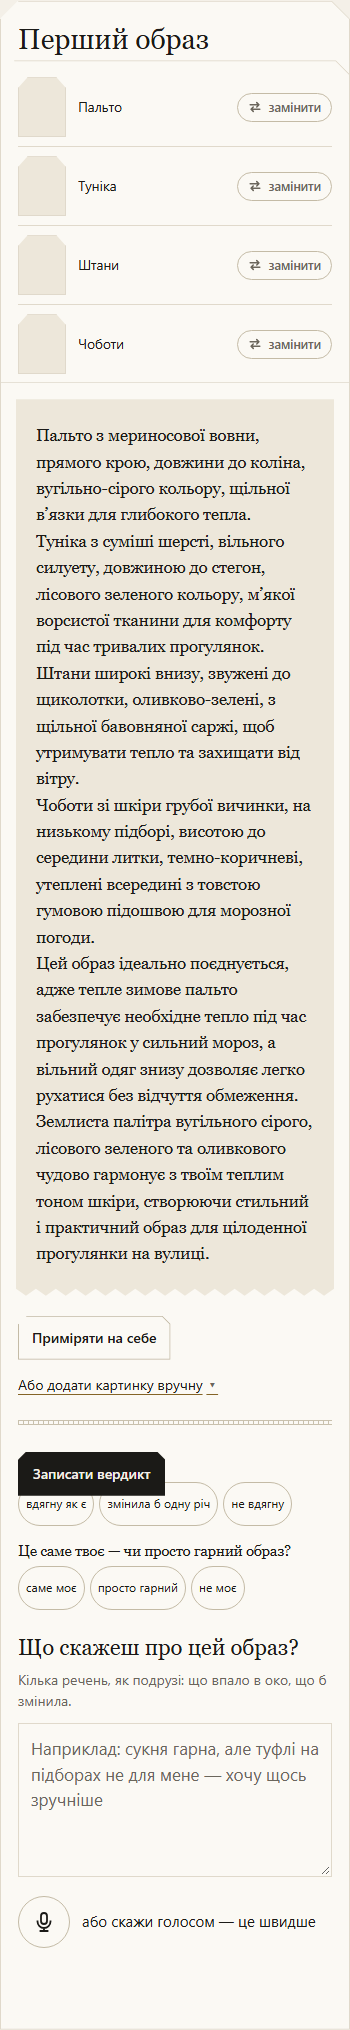 Перший образ
Пальто
замінити
Туніка
замінити
Штани
замінити
Чоботи
замінити
Пальто з мериносової вовни,
прямого крою, довжини до коліна,
вугільно-сірого кольору, щільної
в’язки для глибокого тепла.
Туніка з суміші шерсті, вільного
силуету, довжиною до стегон,
лісового зеленого кольору, м’якої
ворсистої тканини для комфорту
під час тривалих прогулянок.
Штани широкі внизу, звужені до
щиколотки, оливково-зелені, з
щільної бавовняної саржі, щоб
утримувати тепло та захищати від
вітру.
Чоботи зі шкіри грубої вичинки, на
низькому підборі, висотою до
середини литки, темно-коричневі,
утеплені всередині з товстою
гумовою підошвою для морозної
погоди.
Цей образ ідеально поєднується,
адже тепле зимове пальто
забезпечує необхідне тепло під час
прогулянок у сильний мороз, а
вільний одяг знизу дозволяє легко
рухатися без відчуття обмеження.
Землиста палітра вугільного сірого,
лісового зеленого та оливкового
чудово гармонує з твоїм теплим
тоном шкіри, створюючи стильний
і практичний образ для цілоденної
прогулянки на вулиці.
Приміряти на себе
Або додати картинку вручну
Записати вердикт
вдягну як є
змінила б одну річ
не вдягну
Це саме твоє — чи просто гарний образ?
саме моє
просто гарний
не моє
Що скажеш про цей образ?
Кілька речень, як подрузі: що впало в око, що б
змінила.
Наприклад: сукня гарна, але туфлі на
підборах не для мене — хочу щось
зручніше
або скажи голосом — це швидше